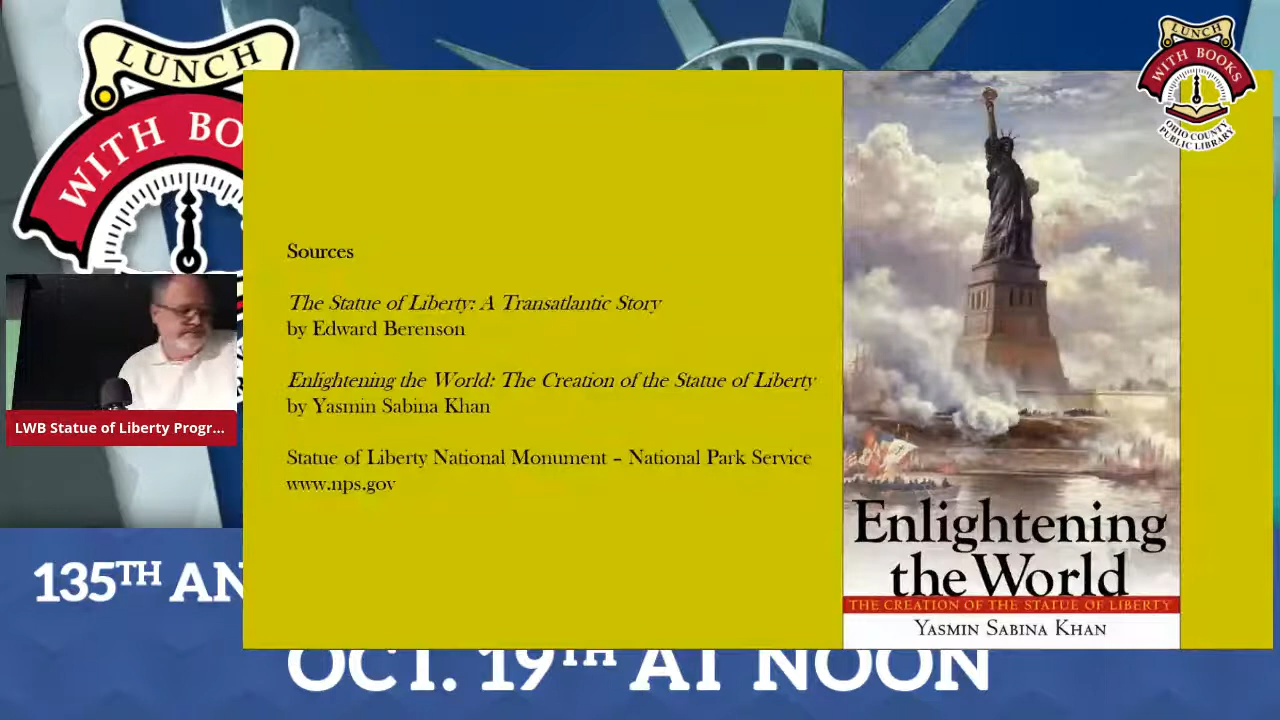 LUNCH
WITH BO
LUNCH
WITH BOOKS
OHIO COUNTY
PUBLIC LIBRARY
Sources
The Statue of Liberty: A Transatlantic Story
by Edward Berenson
Enlightening the World: The Creation of the Statue of Liberty
by Yasmin Sabina Khan
Statue of Liberty National Monument – National Park Service
www.nps.gov
LWB Statue of Liberty Progr...
Enlightening
the World
THE CREATION OF THE STATUE OF LIBERTY
YASMIN SABINA KHAN
135TH AN
OCT. 19TH AT NOON